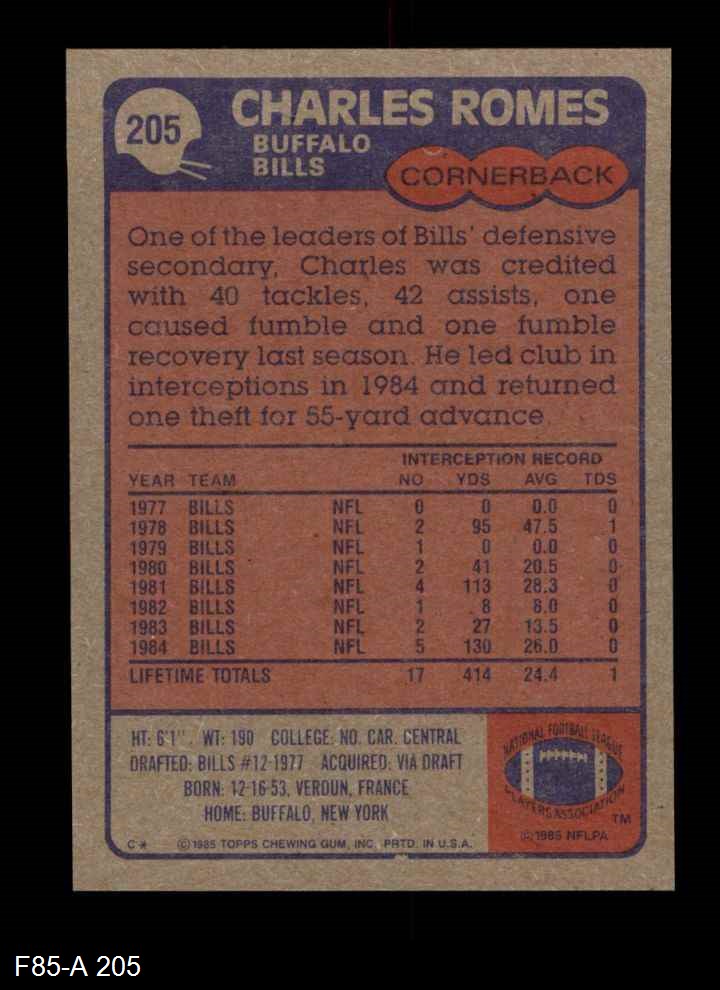 205
CHARLES ROMES
BUFFALO
BILLS
CORNERBACK
One of the leaders of Bills' defensive
secondary, Charles was credited
with 40 tackles, 42 assists, one
caused fumble and one fumble
recovery last season. He led club in
interceptions in 1984 and returned
one theft for 55-yard advance.
INTERCEPTION RECORD
YEAR TEAM NO YDS AVG TDS
1977 BILLS NFL 0 0 0.0 0
1978 BILLS NFL 2 95 47.5 1
1979 BILLS NFL 1 0 0.0 0
1980 BILLS NFL 2 41 20.5 0
1981 BILLS NFL 4 113 28.3 0
1982 BILLS NFL 1 8 8.0 0
1983 BILLS NFL 2 27 13.5 0
1984 BILLS NFL 5 130 26.0 0
LIFETIME TOTALS 17 414 24.4 1
HT: 6'1" WT: 190 COLLEGE: NO. CAR. CENTRAL
DRAFTED: BILLS #12-1977 ACQUIRED: VIA DRAFT
BORN: 12-16-53, VERDUN, FRANCE
HOME: BUFFALO, NEW YORK
C* © 1985 TOPPS CHEWING GUM, INC. PRTD. IN U.S.A.
NATIONAL FOOTBALL LEAGUE
PLAYERS ASSOCIATION
TM
© 1985 NFLPA
F85-A 205